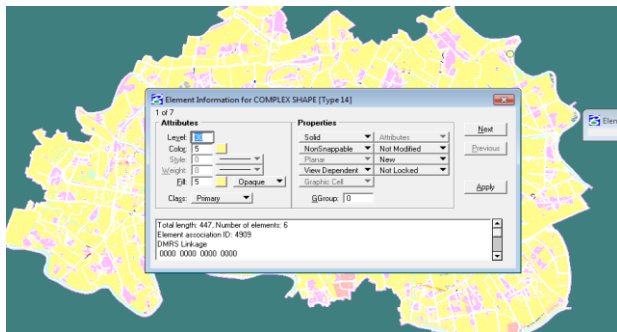 Element Information for COMPLEX SHAPE [Type 14]
1 of 7
Attributes
Level:
Color: 5
Style: 0
Weight: 0
Fill: 5 Opaque
Class: Primary
Properties
Solid Attributes
NonSnappable Not Modified
Planar New
View Dependent Not Locked
Graphic Cell
GGroup: 0
Next
Previous
Apply
Total length: 447, Number of elements: 6
Element association ID: 4909
DMRS Linkage
0000 0000 0000 0000
Elem